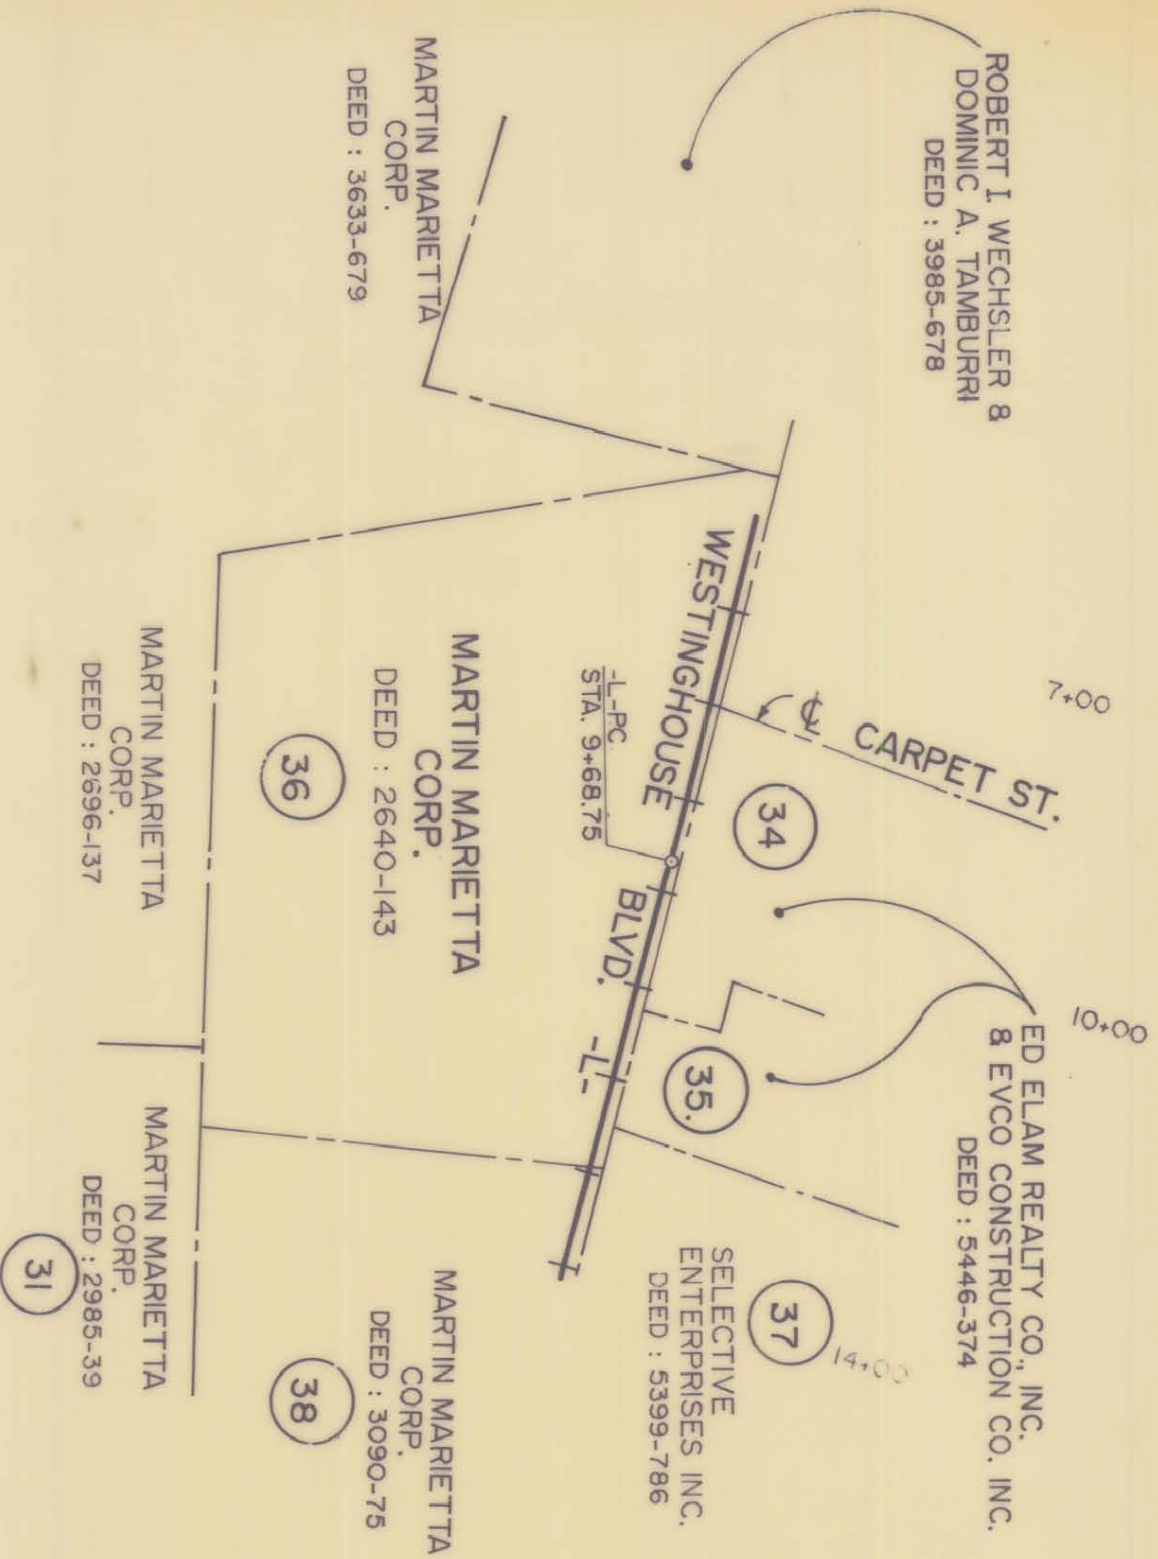 ROBERT I. WECHSLER &
DOMINIC A. TAMBURRI
DEED : 3985-678
MARTIN MARIETTA
CORP.
DEED : 3633-679
7+00
10+00
14+00
CARPET ST.
℄
34
ED ELAM REALTY CO., INC.
& EVCO CONSTRUCTION CO. INC.
DEED : 5446-374
35.
37
SELECTIVE
ENTERPRISES INC.
DEED : 5399-786
WESTINGHOUSE BLVD. -L-
-L-PC
STA. 9+68.75
MARTIN MARIETTA
CORP.
DEED : 2640-143
36
MARTIN MARIETTA
CORP.
DEED : 3090-75
38
MARTIN MARIETTA
CORP.
DEED : 2696-137
MARTIN MARIETTA
CORP.
DEED : 2985-39
31